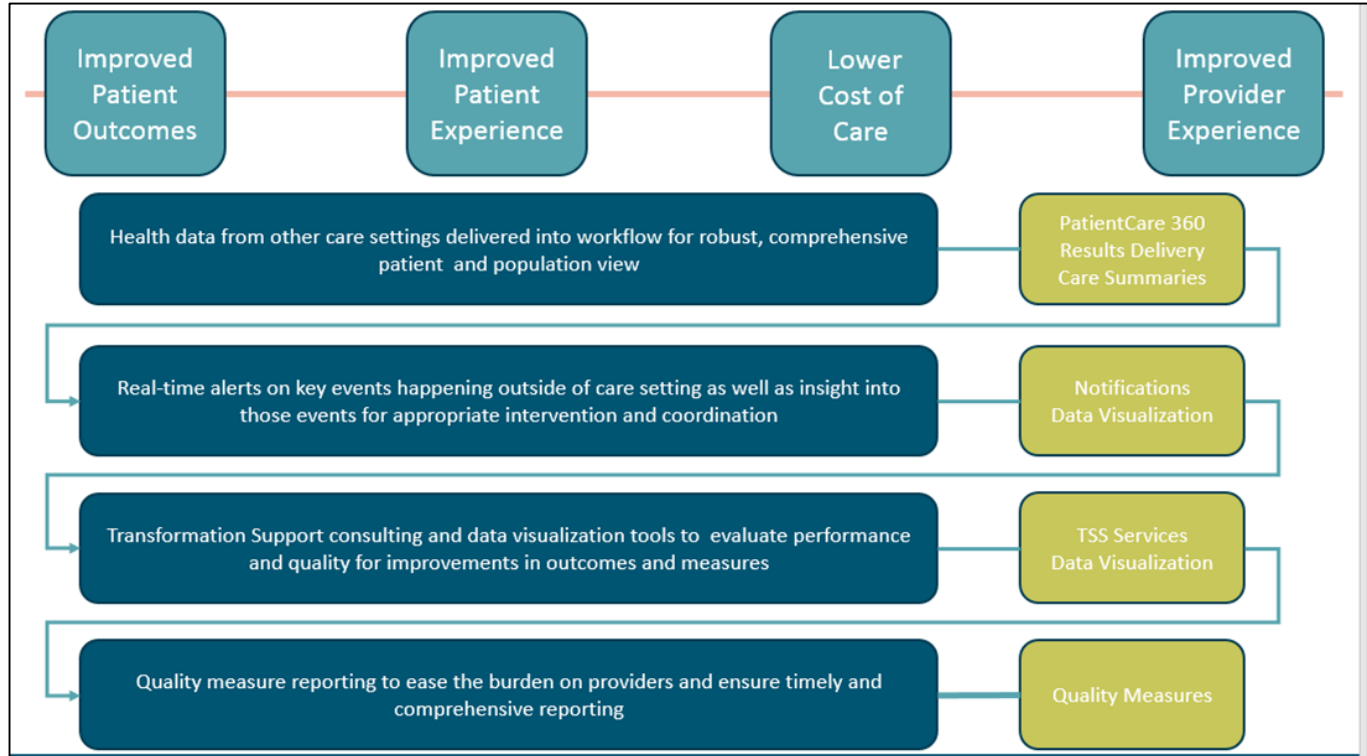 Improved
Patient
Outcomes
Improved
Patient
Experience
Lower
Cost of
Care
Improved
Provider
Experience
Health data from other care settings delivered into workflow for robust, comprehensive
patient and population view
PatientCare 360
Results Delivery
Care Summaries
Real-time alerts on key events happening outside of care setting as well as insight into
those events for appropriate intervention and coordination
Notifications
Data Visualization
Transformation Support consulting and data visualization tools to evaluate performance
and quality for improvements in outcomes and measures
TSS Services
Data Visualization
Quality measure reporting to ease the burden on providers and ensure timely and
comprehensive reporting
Quality Measures